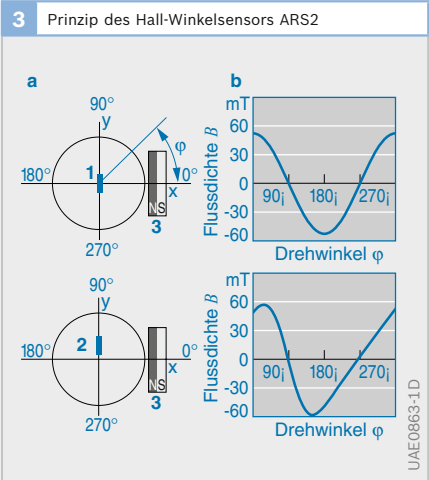 3 Prinzip des Hall-Winkelsensors ARS2
a
90°
y
φ
180°
1
0°
x
NS
3
270°
b
mT
60
30
0
-30
-60
90¡ 180¡ 270¡
Flussdichte B
Drehwinkel φ
90°
y
180°
2
0°
x
NS
3
270°
mT
60
30
0
-30
-60
90¡ 180¡ 270¡
Flussdichte B
Drehwinkel φ
UAE0863-1D